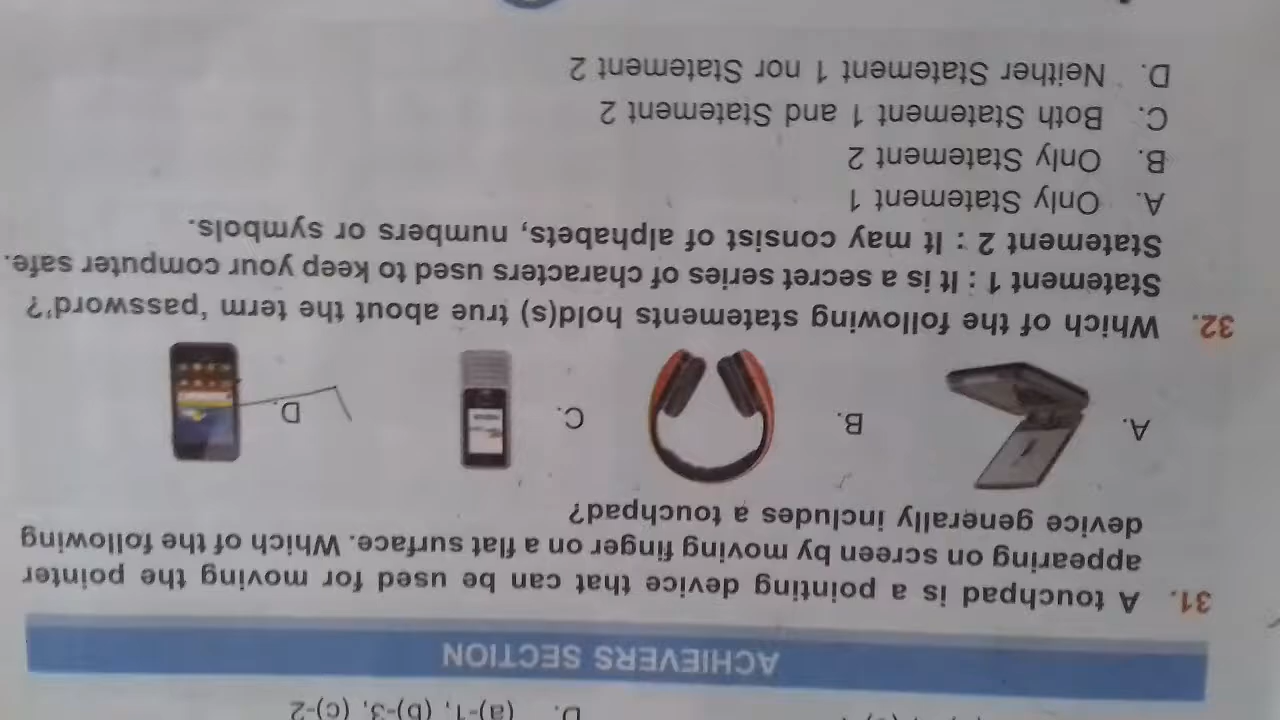 D. (a)-1, (b)-3, (c)-2
ACHIEVERS SECTION
31. A touchpad is a pointing device that can be used for moving the pointer
appearing on screen by moving finger on a flat surface. Which of the following
device generally includes a touchpad?
A. B. C. D.
32. Which of the following statements hold(s) true about the term 'password'?
Statement 1 : It is a secret series of characters used to keep your computer safe.
Statement 2 : It may consist of alphabets, numbers or symbols.
A. Only Statement 1
B. Only Statement 2
C. Both Statement 1 and Statement 2
D. Neither Statement 1 nor Statement 2